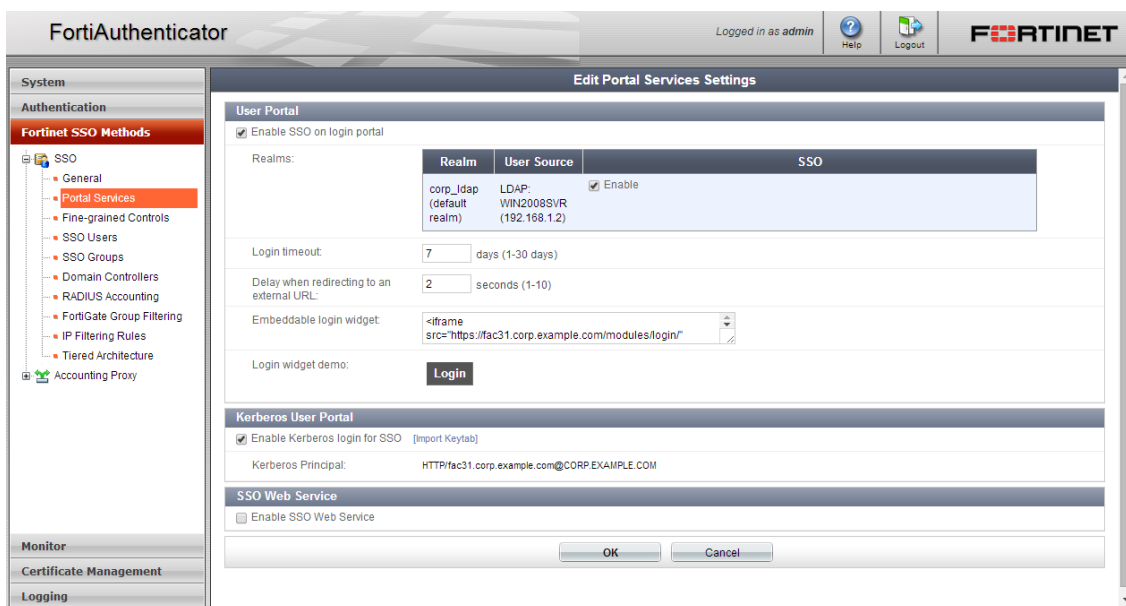 FortiAuthenticator
Logged in as admin
Help
Logout
FORTINET
System
Authentication
Fortinet SSO Methods
SSO
General
Portal Services
Fine-grained Controls
SSO Users
SSO Groups
Domain Controllers
RADIUS Accounting
FortiGate Group Filtering
IP Filtering Rules
Tiered Architecture
Accounting Proxy
Monitor
Certificate Management
Logging
Edit Portal Services Settings
User Portal
Enable SSO on login portal
Realms:
Realm User Source SSO
corp_ldap (default realm)
LDAP: WIN2008SVR (192.168.1.2)
Enable
Login timeout: 7 days (1-30 days)
Delay when redirecting to an external URL: 2 seconds (1-10)
Embeddable login widget:
<iframe
src="https://fac31.corp.example.com/modules/login/"
Login widget demo: Login
Kerberos User Portal
Enable Kerberos login for SSO [Import Keytab]
Kerberos Principal: HTTP/fac31.corp.example.com@CORP.EXAMPLE.COM
SSO Web Service
Enable SSO Web Service
OK Cancel